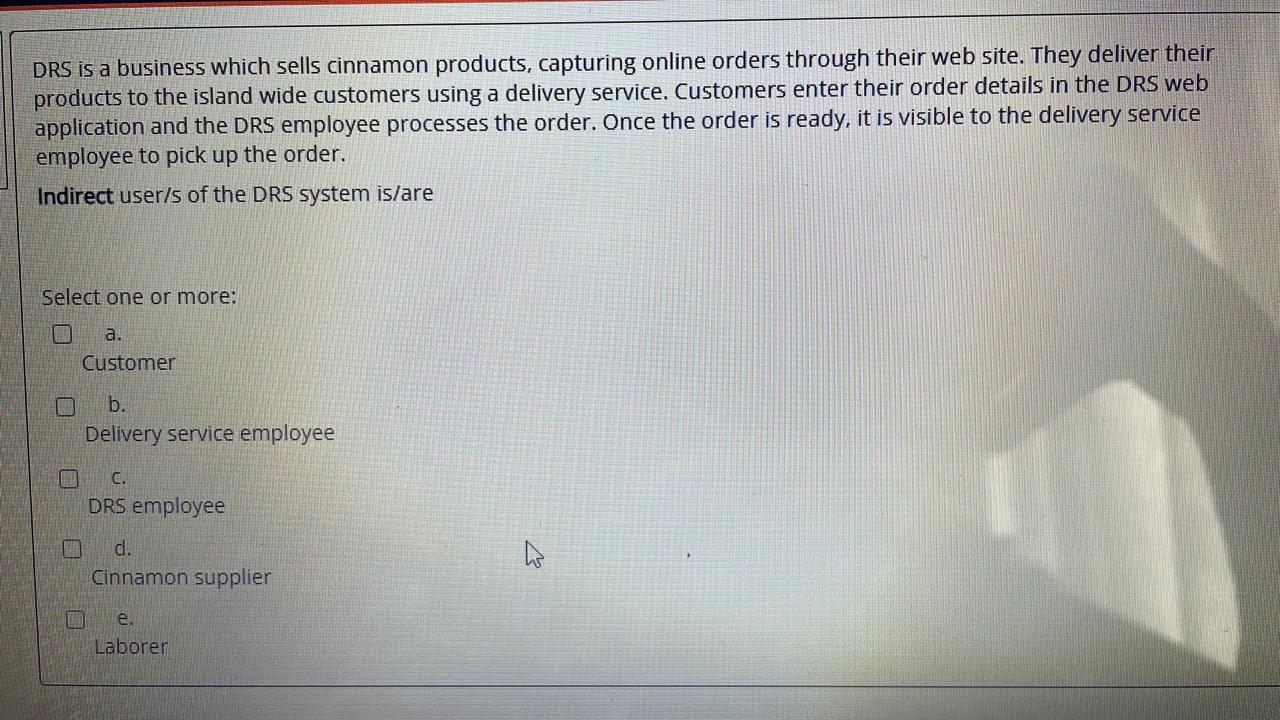 DRS is a business which sells cinnamon products, capturing online orders through their web site. They deliver their
products to the island wide customers using a delivery service. Customers enter their order details in the DRS web
application and the DRS employee processes the order. Once the order is ready, it is visible to the delivery service
employee to pick up the order.
Indirect user/s of the DRS system is/are
Select one or more:
a.
Customer
b.
Delivery service employee
c.
DRS employee
d.
Cinnamon supplier
e.
Laborer